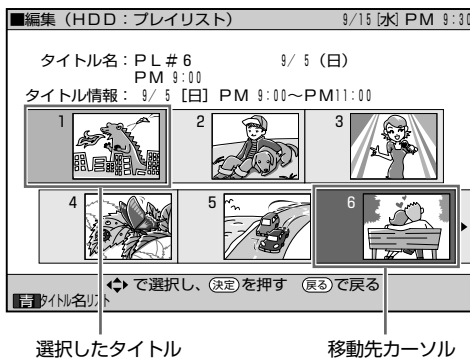 ■編集（HDD：プレイリスト） 9/15[水] PM 9:30
タイトル名：PL＃6 9/ 5（日）
PM 9:00
タイトル情報： 9/ 5［日］PM 9:00～PM11:00
1 2 3
4 5 6
で選択し、決定を押す 戻るで戻る
青 タイトル名リスト
選択したタイトル 移動先カーソル